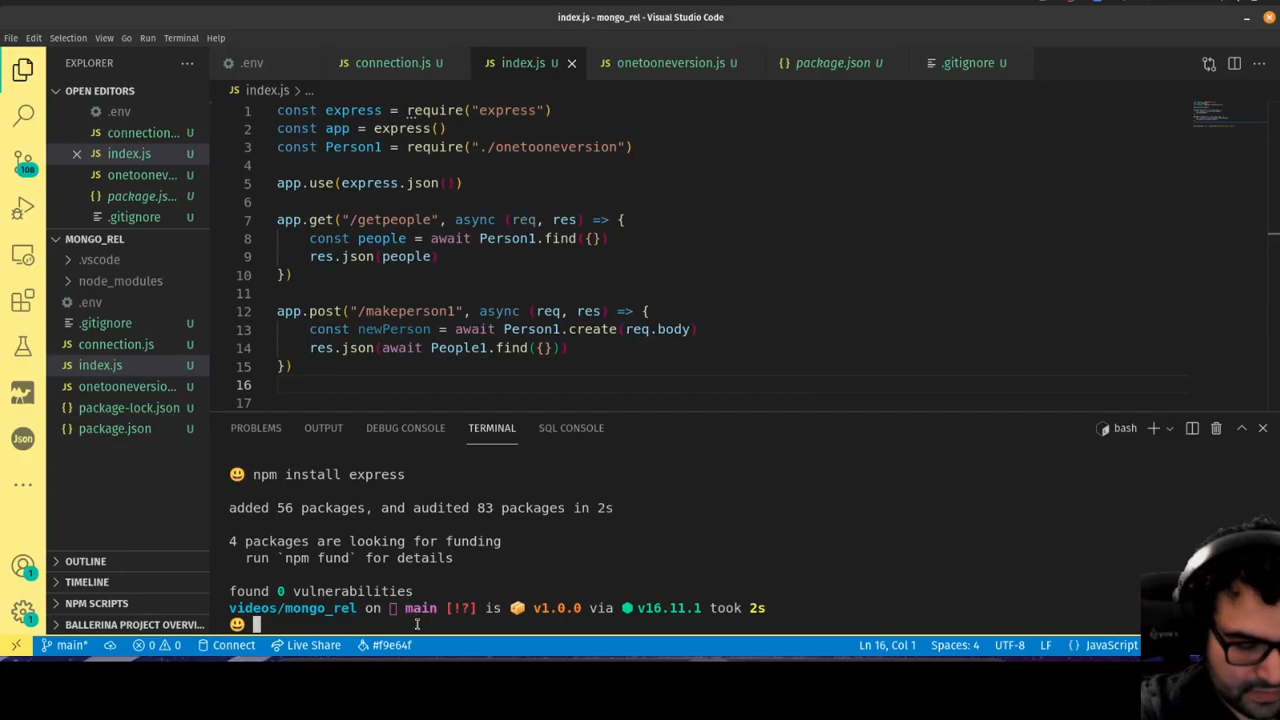 index.js - mongo_rel - Visual Studio Code
File Edit Selection View Go Run Terminal Help
EXPLORER
.env
connection.js U
index.js U
onetooneversion.js U
package.json U
.gitignore U
OPEN EDITORS
.env
connection... U
index.js U
onetoonev... U
package.js... U
.gitignore U
MONGO_REL
.vscode
node_modules
.env
.gitignore U
connection.js U
index.js U
onetooneversio... U
package-lock.json U
package.json U
OUTLINE
TIMELINE
NPM SCRIPTS
BALLERINA PROJECT OVERVI...
108
Json
1
1
index.js > ...
1 const express = require("express")
2 const app = express()
3 const Person1 = require("./onetooneversion")
4
5 app.use(express.json())
6
7 app.get("/getpeople", async (req, res) => {
8 const people = await Person1.find({})
9 res.json(people)
10 })
11
12 app.post("/makeperson1", async (req, res) => {
13 const newPerson = await Person1.create(req.body)
14 res.json(await People1.find({}))
15 })
16
17
PROBLEMS OUTPUT DEBUG CONSOLE TERMINAL SQL CONSOLE
bash
😃 npm install express
added 56 packages, and audited 83 packages in 2s
4 packages are looking for funding
run `npm fund` for details
found 0 vulnerabilities
videos/mongo_rel on main [!?] is 📦 v1.0.0 via v16.11.1 took 2s
😃
main* 0 0 Connect Live Share #f9e64f Ln 16, Col 1 Spaces: 4 UTF-8 LF { } JavaScript